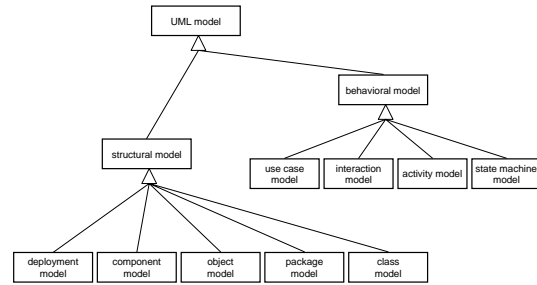 UML model
behavioral model
structural model
use case
model
interaction
model
activity model
state machine
model
deployment
model
component
model
object
model
package
model
class
model